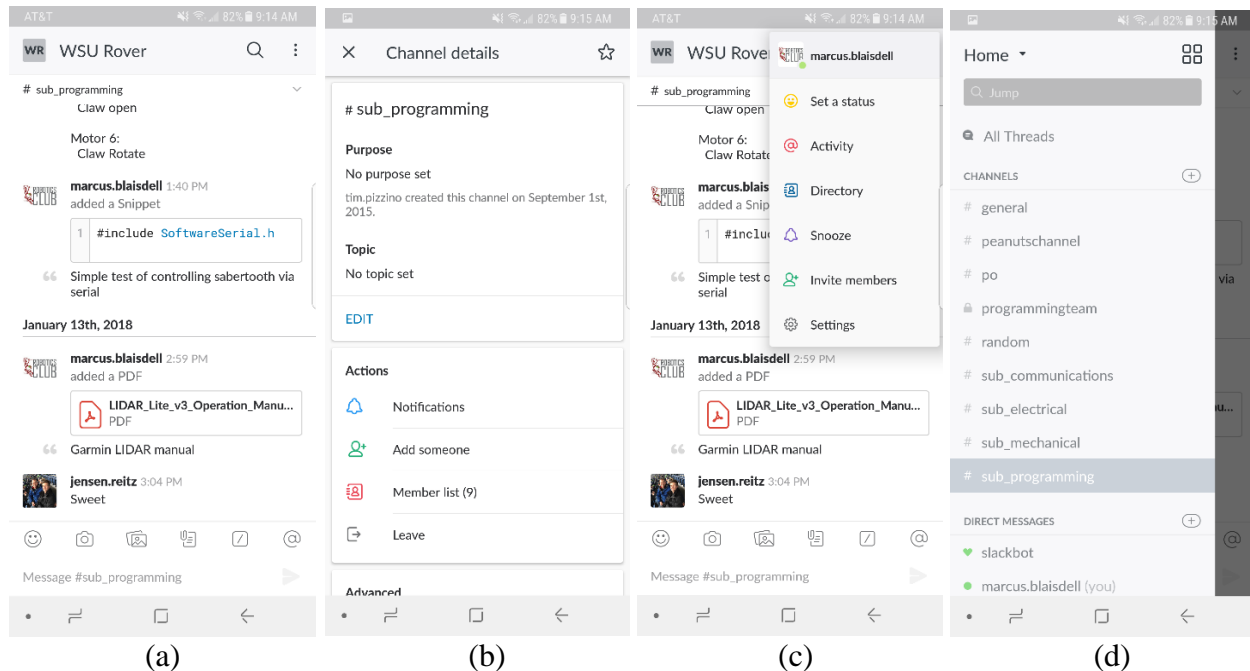 AT&T 82% 9:14 AM
WR WSU Rover
# sub_programming
Claw open
Motor 6:
Claw Rotate
marcus.blaisdell 1:40 PM
added a Snippet
1 #include SoftwareSerial.h
Simple test of controlling sabertooth via
serial
January 13th, 2018
marcus.blaisdell 2:59 PM
added a PDF
LIDAR_Lite_v3_Operation_Manu...
PDF
Garmin LIDAR manual
jensen.reitz 3:04 PM
Sweet
Message #sub_programming
(a)
82% 9:15 AM
Channel details
# sub_programming
Purpose
No purpose set
tim.pizzino created this channel on September 1st,
2015.
Topic
No topic set
EDIT
Actions
Notifications
Add someone
Member list (9)
Leave
Advanced
(b)
AT&T 82% 9:14 AM
WR WSU Rove
# sub_programming
Claw open
Motor 6:
Claw Rotate
marcus.blais
added a Snip
1 #inclu
Simple test o
serial
January 13th, 2018
marcus.blaisdell 2:59 PM
added a PDF
LIDAR_Lite_v3_Operation_Manu...
PDF
Garmin LIDAR manual
jensen.reitz 3:04 PM
Sweet
Message #sub_programming
marcus.blaisdell
Set a status
Activity
Directory
Snooze
Invite members
Settings
(c)
82% 9:15 AM
Home
Jump
All Threads
CHANNELS
# general
# peanutschannel
# po
programmingteam
# random
# sub_communications
# sub_electrical
# sub_mechanical
# sub_programming
DIRECT MESSAGES
slackbot
marcus.blaisdell (you)
via
u...
(d)